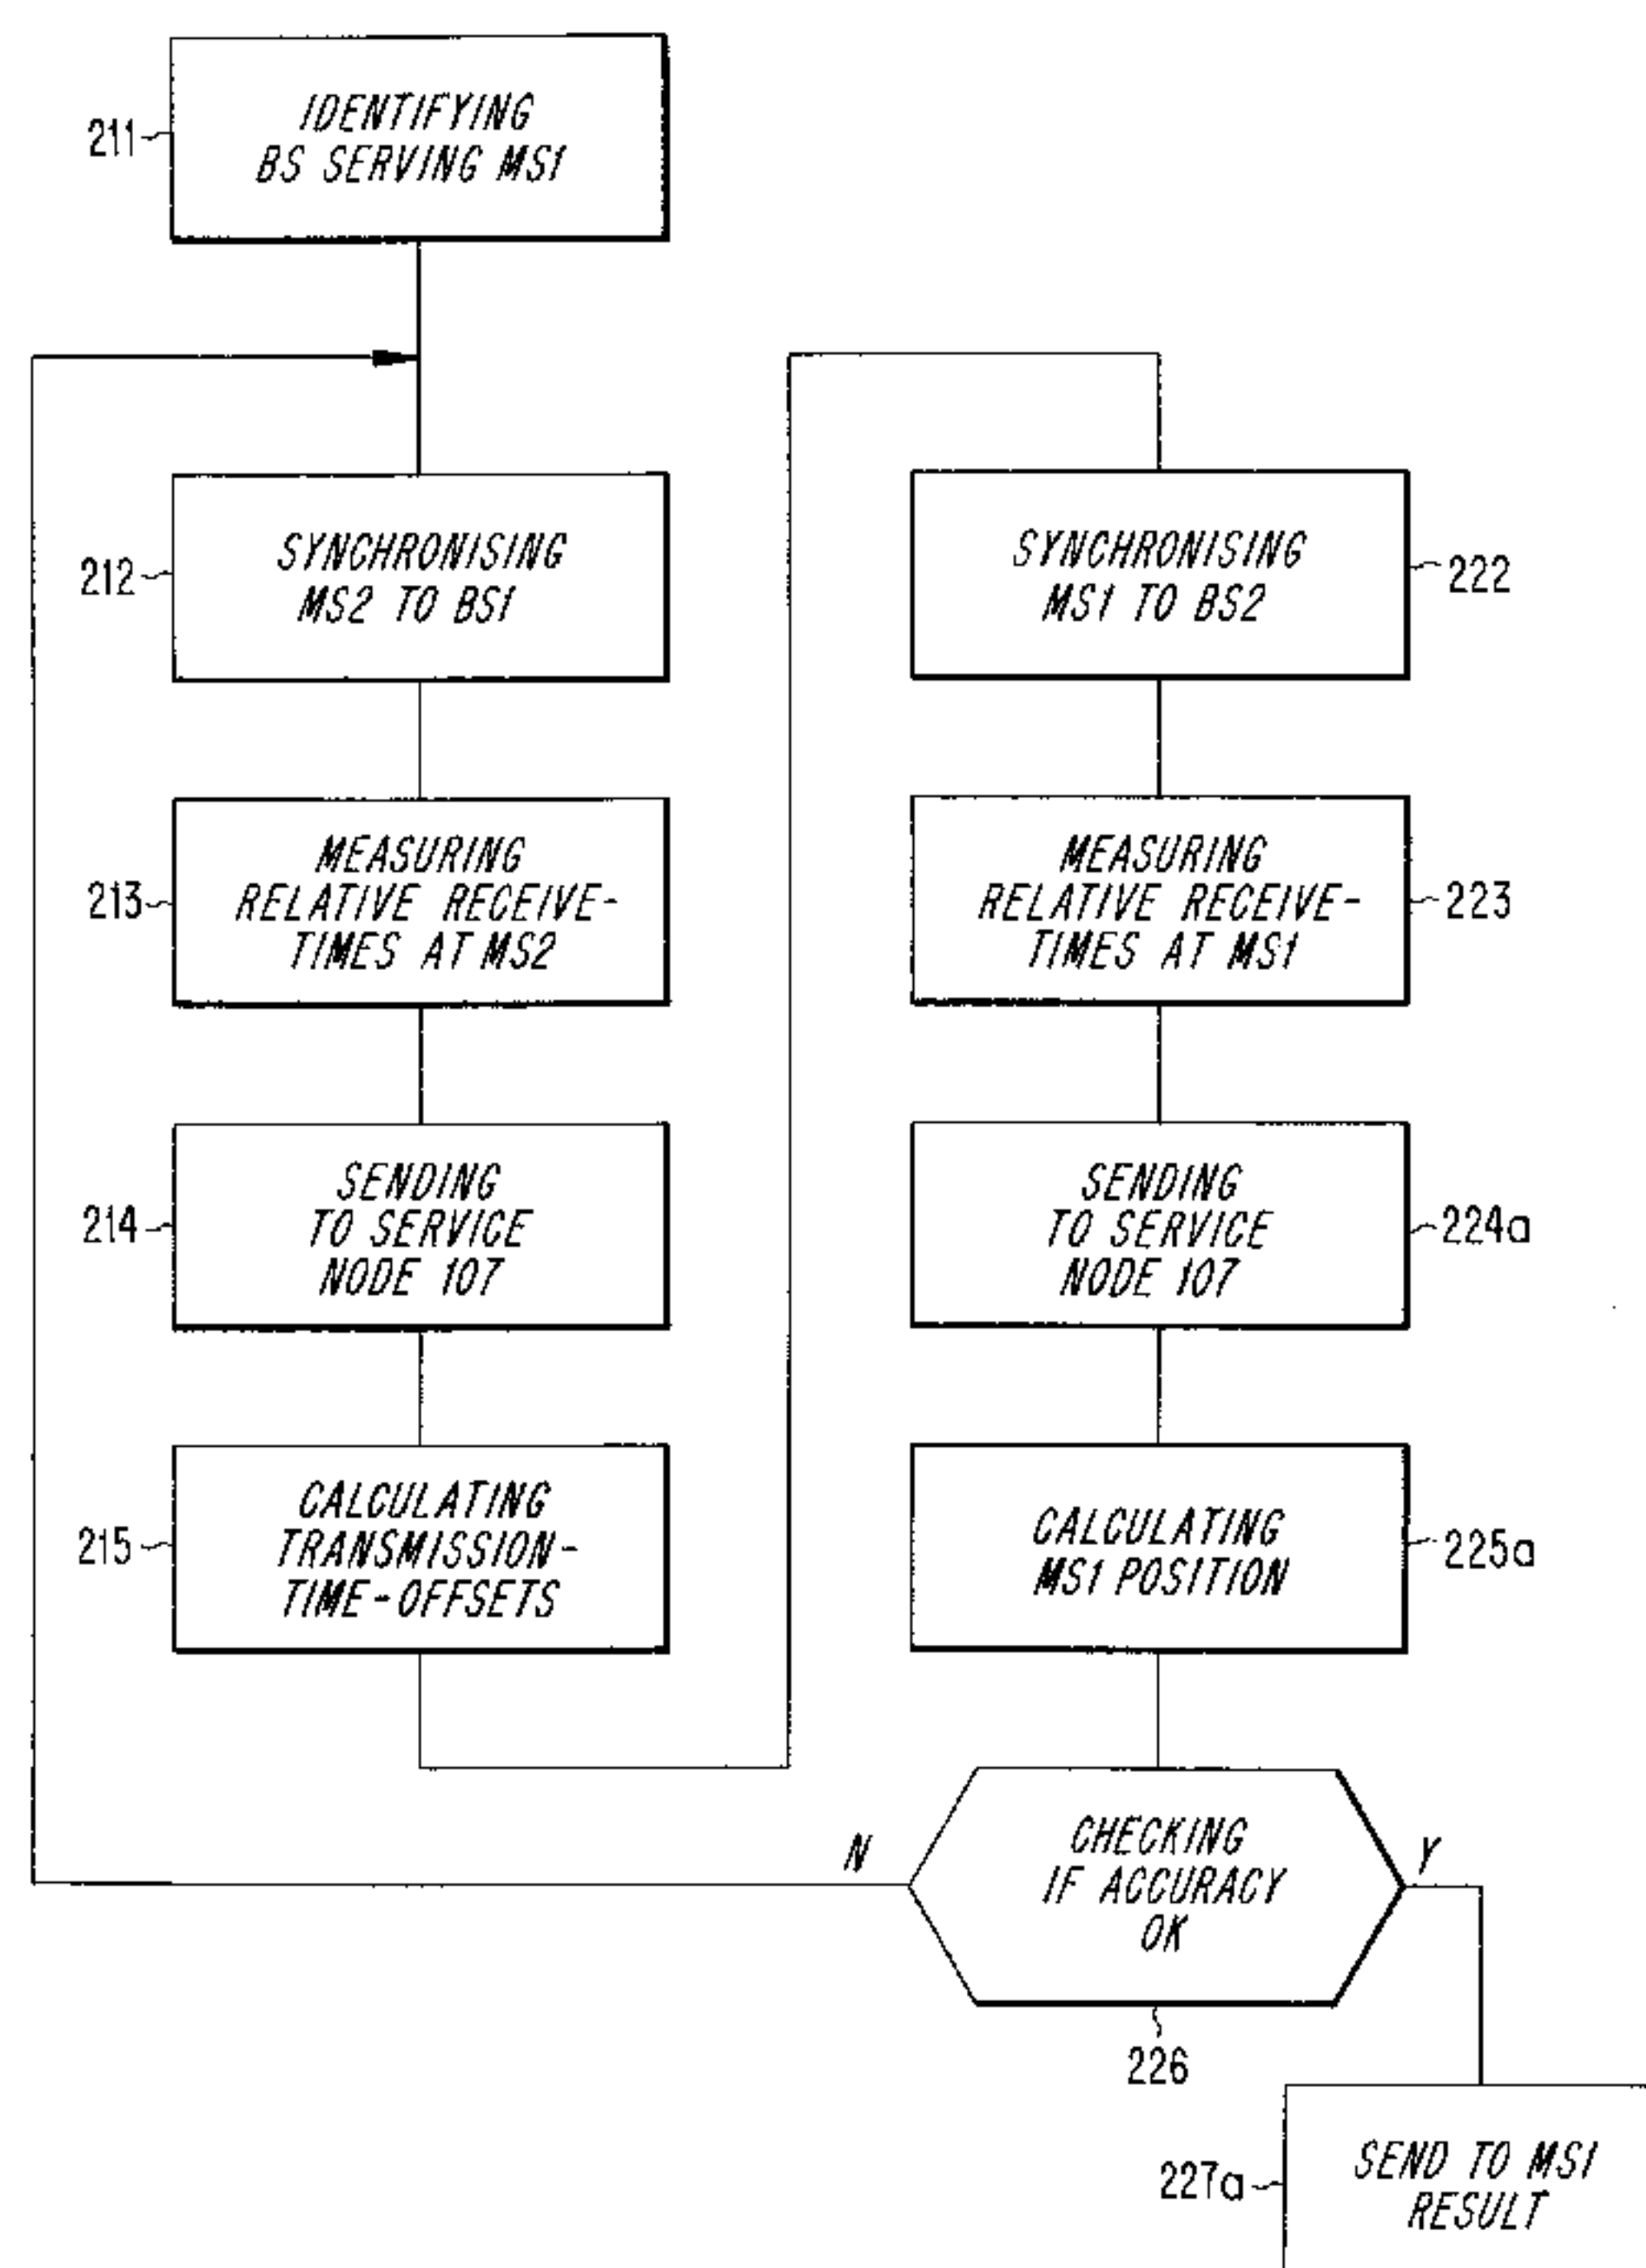 IDENTIFYING
BS SERVING MS1
211
SYNCHRONISING
MS2 TO BS1
212
MEASURING
RELATIVE RECEIVE-
TIMES AT MS2
213
SENDING
TO SERVICE
NODE 107
214
CALCULATING
TRANSMISSION-
TIME-OFFSETS
215
SYNCHRONISING
MS1 TO BS2
222
MEASURING
RELATIVE RECEIVE-
TIMES AT MS1
223
SENDING
TO SERVICE
NODE 107
224a
CALCULATING
MS1 POSITION
225a
N
CHECKING
IF ACCURACY
OK
Y
226
SEND TO MS1
RESULT
227a